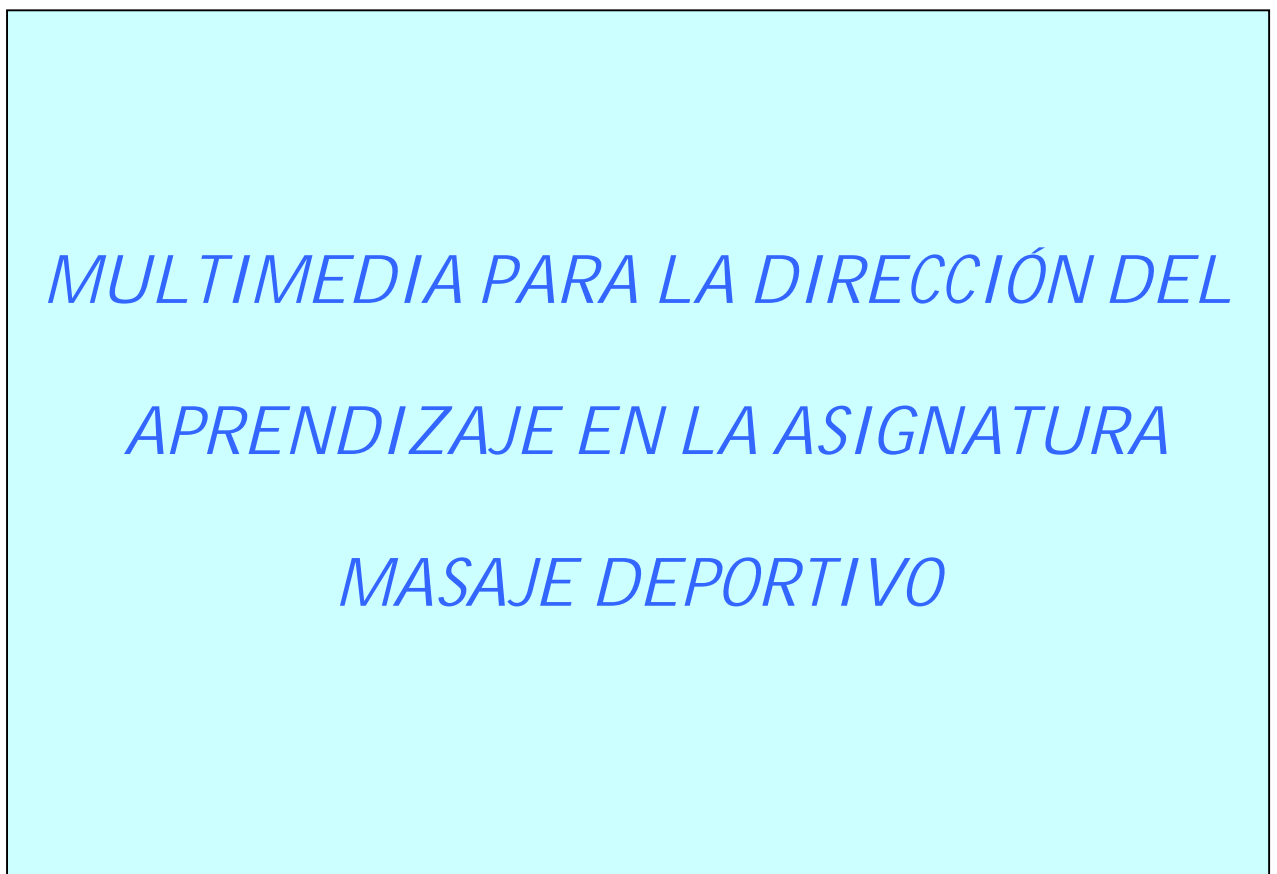 MULTIMEDIA PARA LA DIRECCIÓN DEL
APRENDIZAJE EN LA ASIGNATURA
MASAJE DEPORTIVO